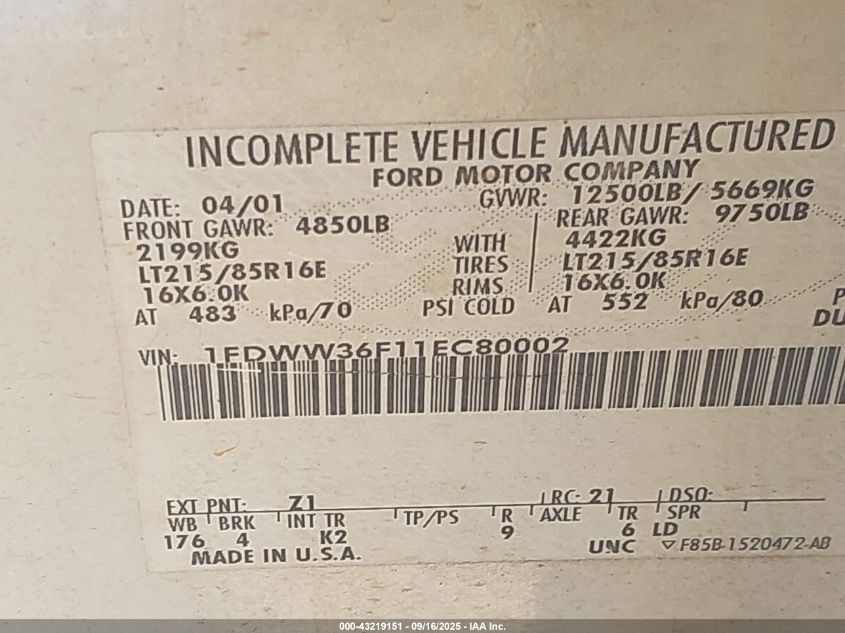 INCOMPLETE VEHICLE MANUFACTURED
FORD MOTOR COMPANY
DATE: 04/01 GVWR: 12500LB/ 5669KG
FRONT GAWR: 4850LB REAR GAWR: 9750LB
2199KG WITH 4422KG
LT215/85R16E TIRES LT215/85R16E
16X6.0K RIMS 16X6.0K
AT 483 kPa/70 PSI COLD AT 552 kPa/80
DU
VIN: 1FDWW36F11EC80002
EXT PNT: Z1 RC: 21 DSO:
WB BRK INT TR TP/PS R AXLE TR SPR
176 4 K2 9 6 LD
MADE IN U.S.A. UNC ▽ F85B-1520472-AB
000-43219151 - 09/16/2025 - IAA Inc.